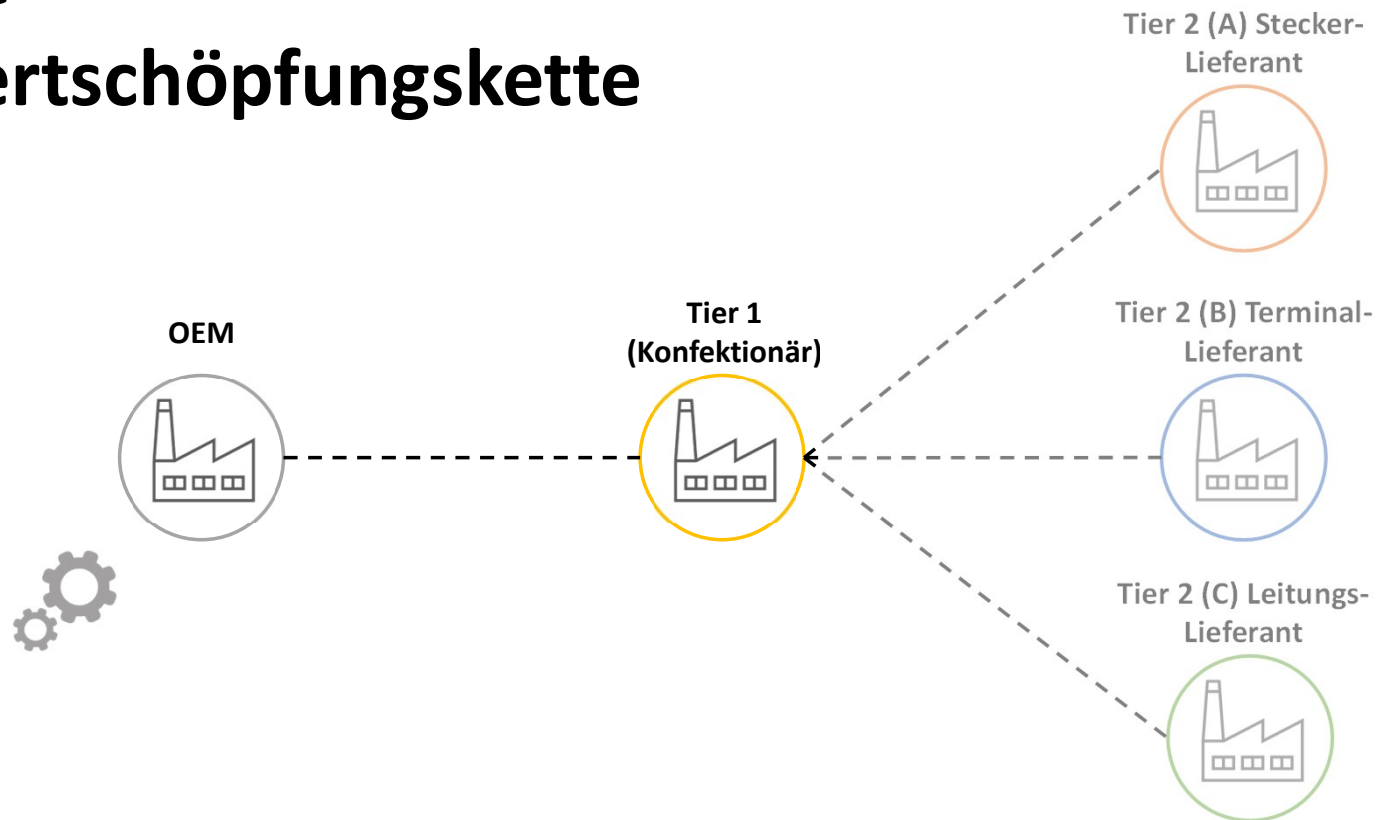 ertschöpfungskette
Tier 2 (A) Stecker-
Lieferant
OEM
Tier 1
(Konfektionär)
Tier 2 (B) Terminal-
Lieferant
Tier 2 (C) Leitungs-
Lieferant